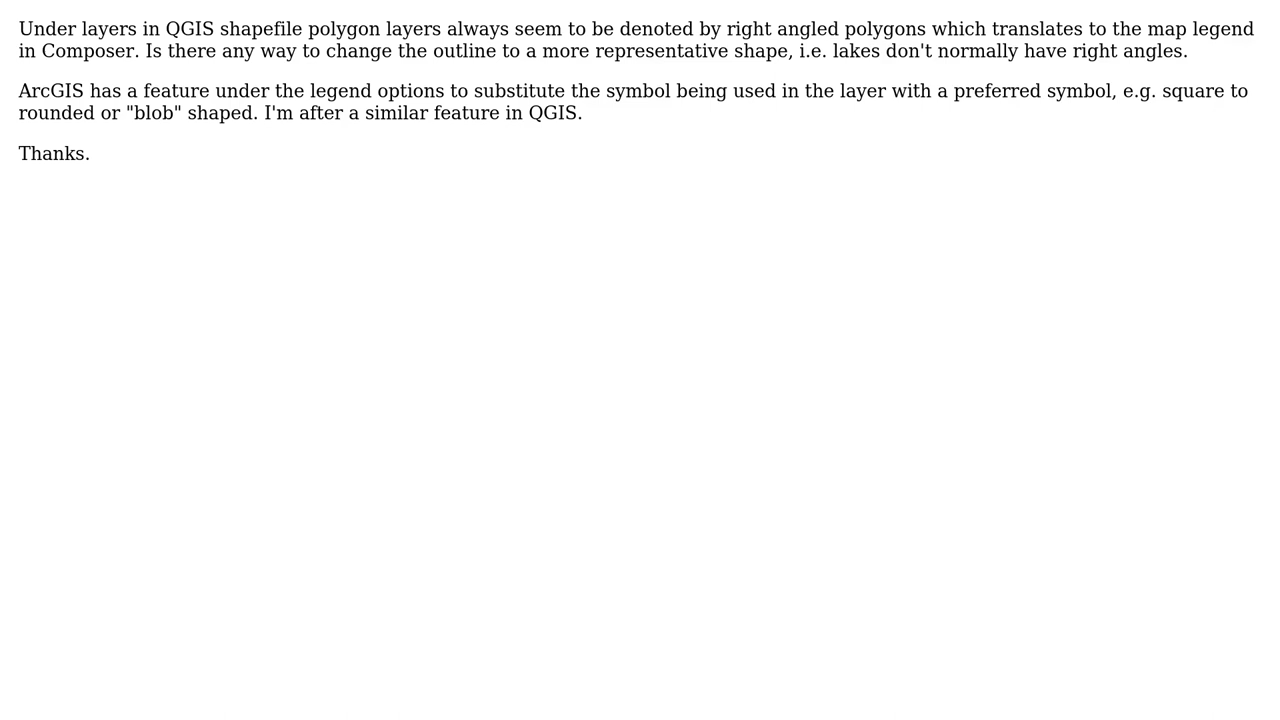 Under layers in QGIS shapefile polygon layers always seem to be denoted by right angled polygons which translates to the map legend
in Composer. Is there any way to change the outline to a more representative shape, i.e. lakes don't normally have right angles.
ArcGIS has a feature under the legend options to substitute the symbol being used in the layer with a preferred symbol, e.g. square to
rounded or "blob" shaped. I'm after a similar feature in QGIS.
Thanks.